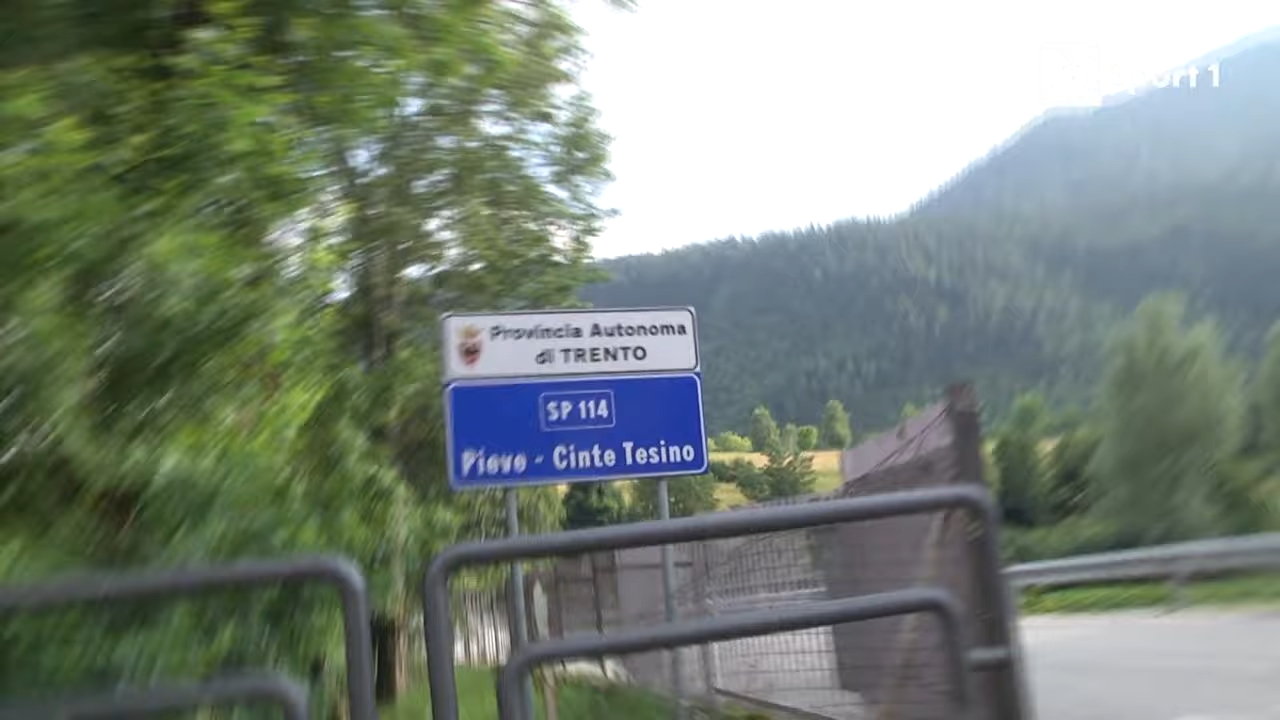 Provincia Autonoma
di TRENTO
SP 114
Pieve - Cinte Tesino